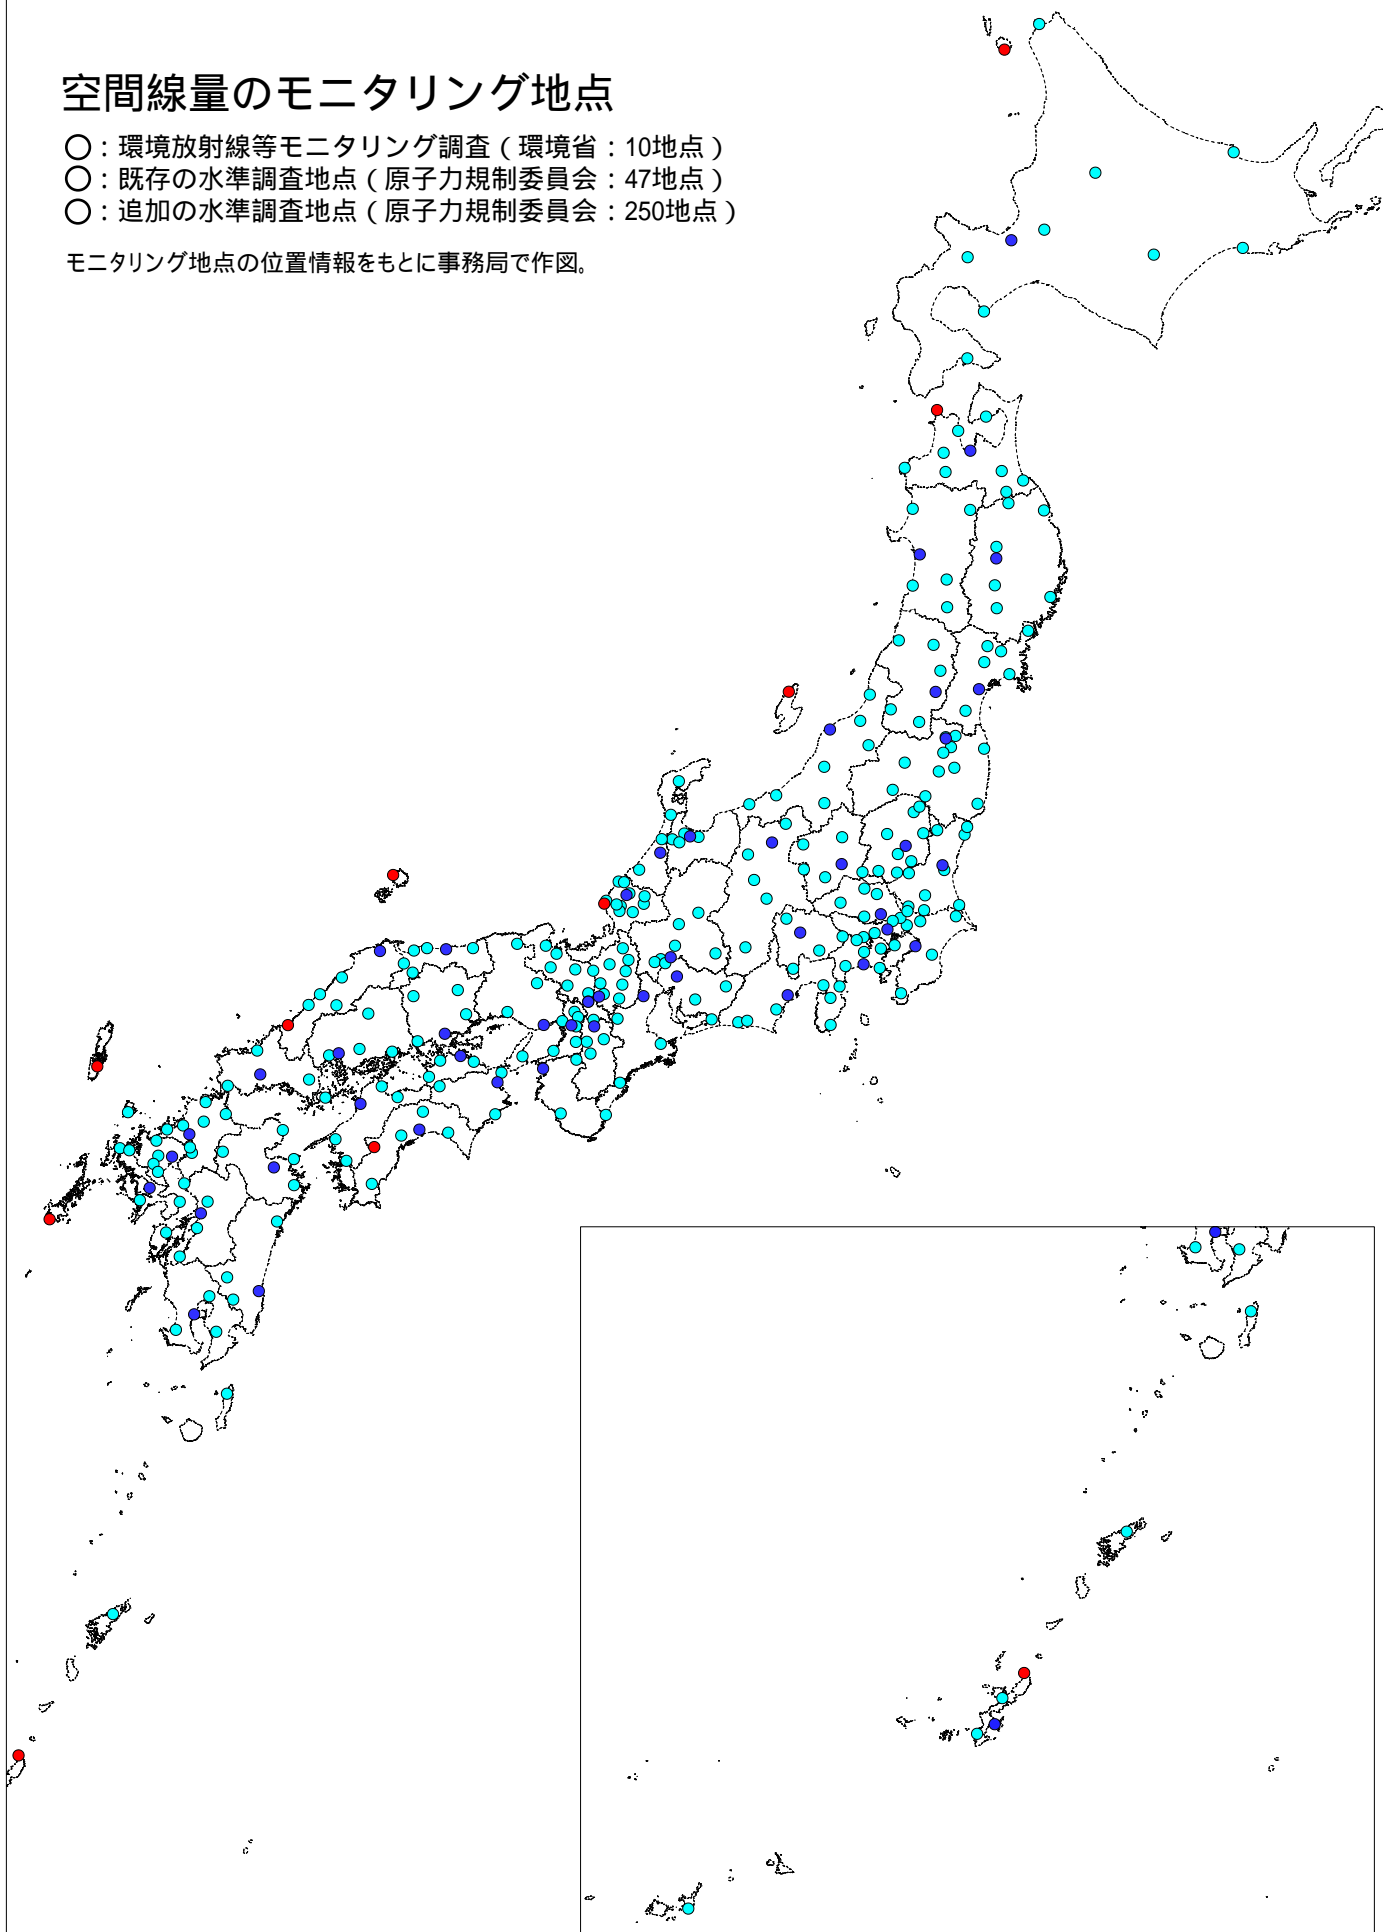 空間線量のモニタリング地点
○：環境放射線等モニタリング調査（環境省：10地点）
○：既存の水準調査地点（原子力規制委員会：47地点）
○：追加の水準調査地点（原子力規制委員会：250地点）
モニタリング地点の位置情報をもとに事務局で作図。